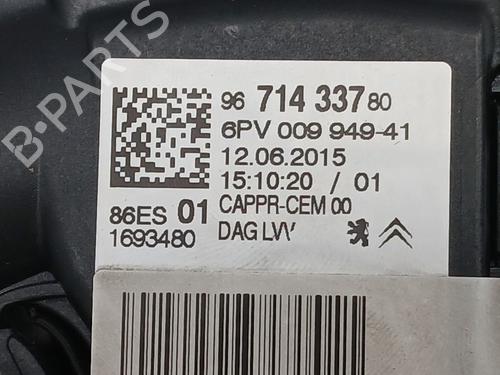 B-PARTS
96 714 337 80
6PV 009 949-41
12.06.2015
15:10:20 / 01
86ES 01 CAPPR-CEM 00
1693480 DAG LVV